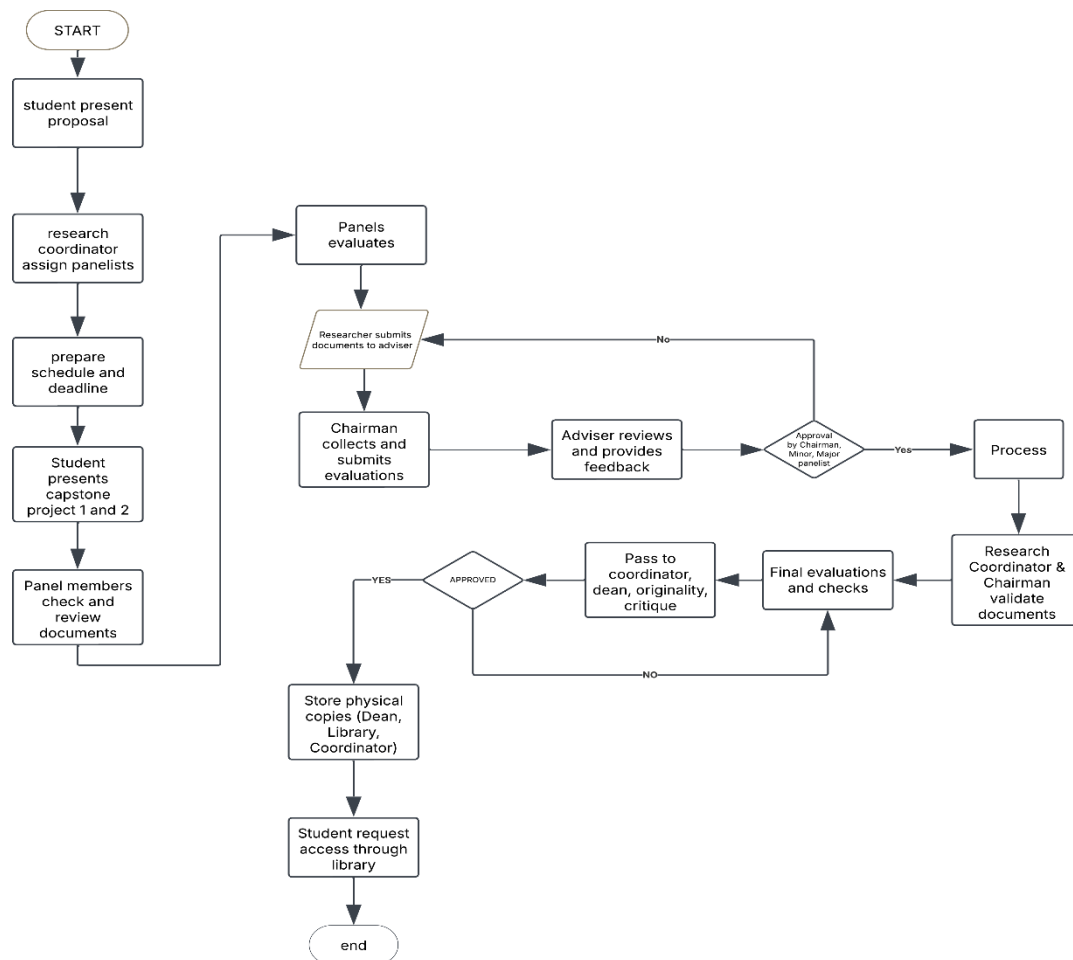 START
student present
proposal
research
coordinator
assign panelists
prepare
schedule and
deadline
Student
presents
capstone
project 1 and 2
Panel members
check and
review
documents
Panels
evaluates
Researcher submits
documents to adviser
No
Chairman
collects and
submits
evaluations
Adviser reviews
and provides
feedback
Approval
by Chairman,
Minor, Major
panelist
Yes
Process
Research
Coordinator &
Chairman
validate
documents
Final evaluations
and checks
Pass to
coordinator,
dean, originality,
critique
APPROVED
YES
NO
Store physical
copies (Dean,
Library,
Coordinator)
Student request
access through
library
end